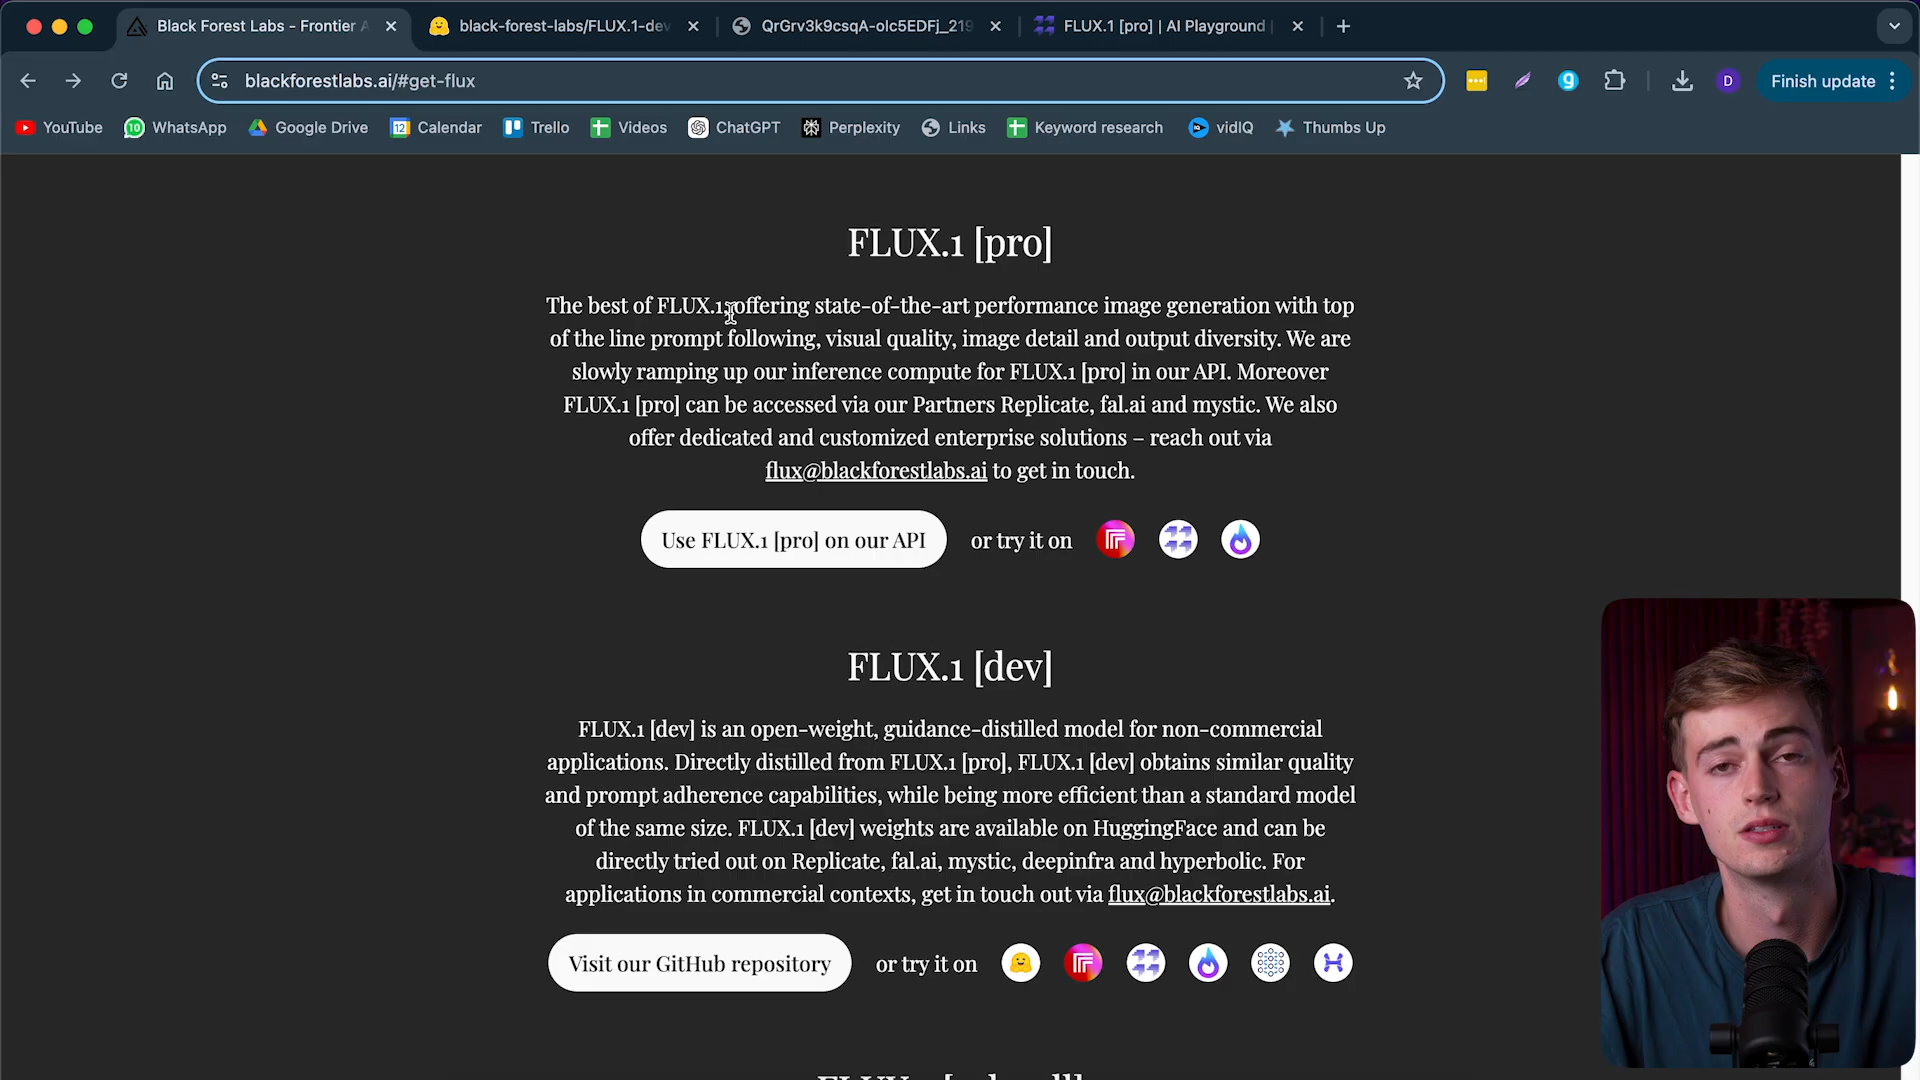 Black Forest Labs - Frontier A
black-forest-labs/FLUX.1-dev
QrGrv3k9csqA-olc5EDFj_219
FLUX.1 [pro] | AI Playground |
blackforestlabs.ai/#get-flux
D
Finish update
YouTube
10 WhatsApp
Google Drive
12 Calendar
Trello
Videos
ChatGPT
Perplexity
Links
Keyword research
vidIQ
Thumbs Up
FLUX.1 [pro]
The best of FLUX.1, offering state-of-the-art performance image generation with top
of the line prompt following, visual quality, image detail and output diversity. We are
slowly ramping up our inference compute for FLUX.1 [pro] in our API. Moreover
FLUX.1 [pro] can be accessed via our Partners Replicate, fal.ai and mystic. We also
offer dedicated and customized enterprise solutions – reach out via
flux@blackforestlabs.ai to get in touch.
Use FLUX.1 [pro] on our API
or try it on
FLUX.1 [dev]
FLUX.1 [dev] is an open-weight, guidance-distilled model for non-commercial
applications. Directly distilled from FLUX.1 [pro], FLUX.1 [dev] obtains similar quality
and prompt adherence capabilities, while being more efficient than a standard model
of the same size. FLUX.1 [dev] weights are available on HuggingFace and can be
directly tried out on Replicate, fal.ai, mystic, deepinfra and hyperbolic. For
applications in commercial contexts, get in touch out via flux@blackforestlabs.ai.
Visit our GitHub repository
or try it on